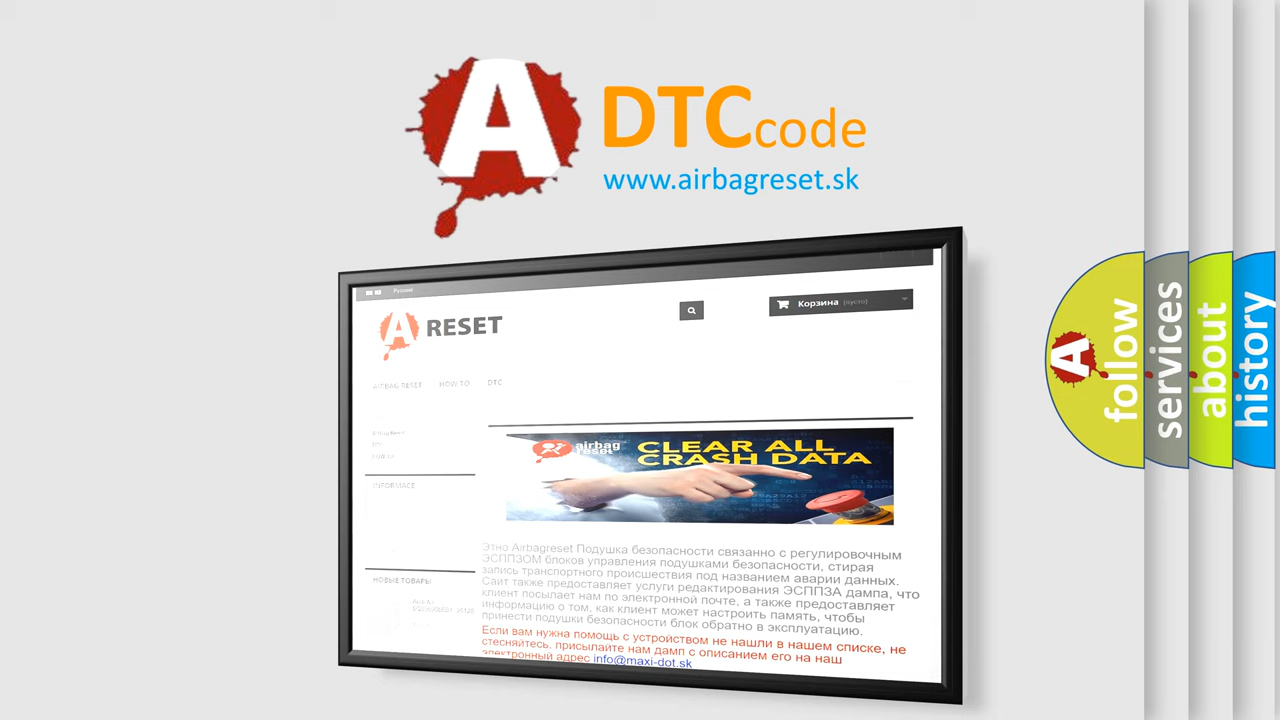 A
DTCcode
www.airbagreset.sk
Русский
A RESET
Корзина (пусто)
AIRBAG RESET HOW TO DTC
INFORMACE
НОВЫЕ ТОВАРЫ
airbag
reset
CLEAR ALL
CRASH DATA
Этно Airbagreset Подушка безопасности связанно с регулировочным
ЭСППЗОМ блоков управления подушками безопасности, стирая
запись транспортного происшествия под названием аварии данных.
Сайт также предоставляет услуги редактирования ЭСППЗА дампа, что
клиент посылает нам по электронной почте, а также предоставляет
информацию о том, как клиент может настроить память, чтобы
принести подушки безопасности блок обратно в эксплуатацию.
Если вам нужна помощь с устройством не нашли в нашем списке, не
стесняйтесь, присылайте нам дамп с описанием его на наш
электронный адрес info@maxi-dot.sk
A
follow
services
about
history